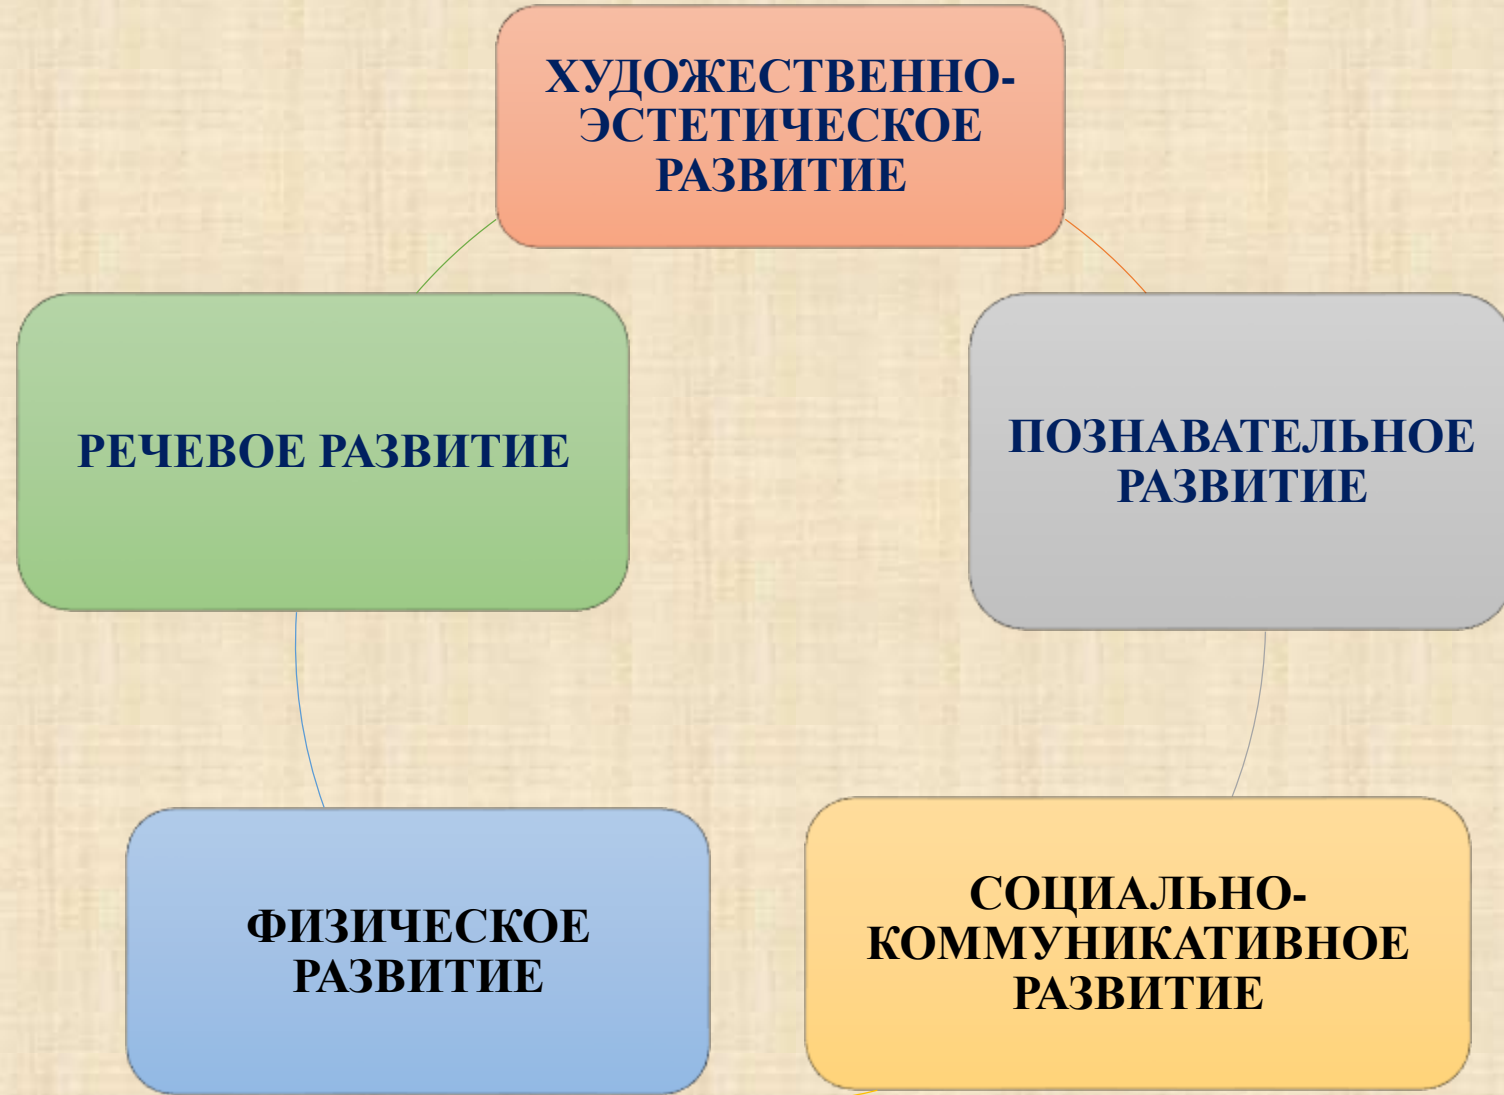 ХУДОЖЕСТВЕННО-
ЭСТЕТИЧЕСКОЕ
РАЗВИТИЕ
РЕЧЕВОЕ РАЗВИТИЕ
ПОЗНАВАТЕЛЬНОЕ
РАЗВИТИЕ
ФИЗИЧЕСКОЕ
РАЗВИТИЕ
СОЦИАЛЬНО-
КОММУНИКАТИВНОЕ
РАЗВИТИЕ